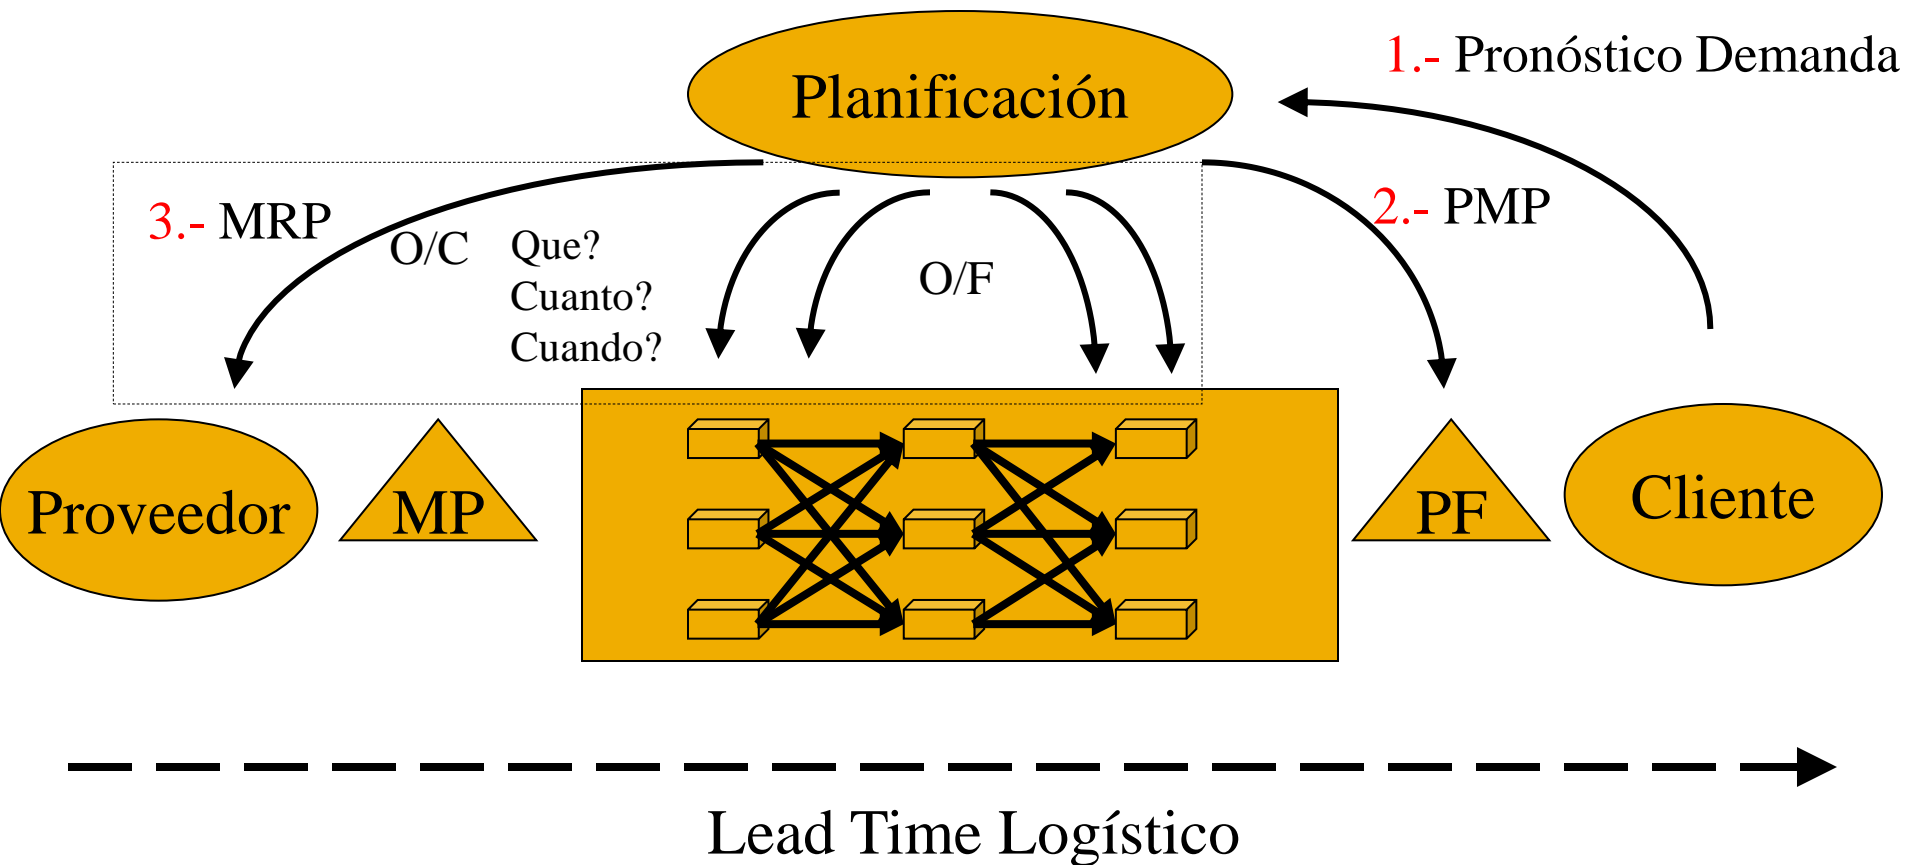 1.- Pronóstico Demanda
Planificación
2.- PMP
3.- MRP
O/C
Que?
Cuanto?
Cuando?
O/F
Proveedor
MP
PF
Cliente
Lead Time Logístico